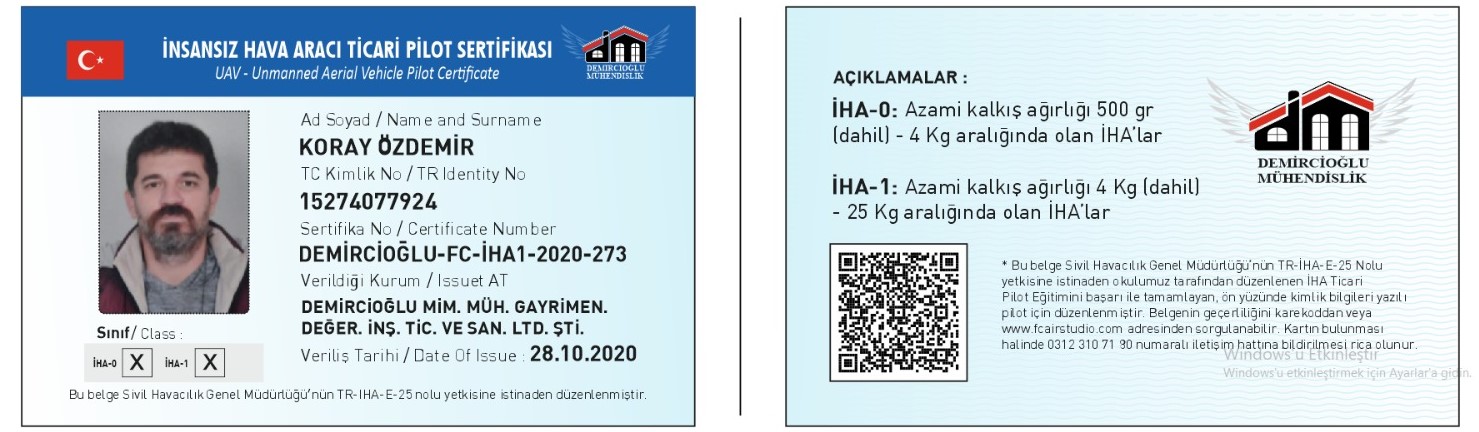 İNSANSIZ HAVA ARACI TİCARİ PİLOT SERTİFİKASI
UAV - Unmanned Aerial Vehicle Pilot Certificate
DEMIRCIOGLU
MÜHENDISLIK
Ad Soyad / Name and Surname
KORAY ÖZDEMİR
TC Kimlik No / TR Identity No
15274077924
Sertifika No / Certificate Number
DEMİRCİOĞLU-FC-İHA1-2020-273
Verildiği Kurum / Issuet AT
DEMİRCİOĞLU MİM. MÜH. GAYRİMEN.
DEĞER. İNŞ. TİC. VE SAN. LTD. ŞTİ.
Veriliş Tarihi / Date Of Issue : 28.10.2020
Sınıf/ Class :
İHA-0 X İHA-1 X
Bu belge Sivil Havacılık Genel Müdürlüğü'nün TR-IHA-E-25 nolu yetkisine istinaden düzenlenmiştir.
AÇIKLAMALAR :
İHA-0: Azami kalkış ağırlığı 500 gr
(dahil) - 4 Kg aralığında olan İHA'lar
İHA-1: Azami kalkış ağırlığı 4 Kg (dahil)
- 25 Kg aralığında olan İHA'lar
DEMİRCİOĞLU
MÜHENDİSLİK
* Bu belge Sivil Havacılık Genel Müdürlüğü'nün TR-İHA-E-25 Nolu
yetkisine istinaden okulumuz tarafından düzenlenen İHA Ticari
Pilot Eğitimini başarı ile tamamlayan, ön yüzünde kimlik bilgileri yazılı
pilot için düzenlenmiştir. Belgenin geçerliliğini karekoddan veya
www.fcairstudio.com adresinden sorgulanabilir. Kartın bulunması
halinde 0312 310 71 90 numaralı iletişim hattına bildirilmesi rica olunur.
Windows'u Etkinleştir
Windows'u etkinleştirmek için Ayarlar'a gidin.